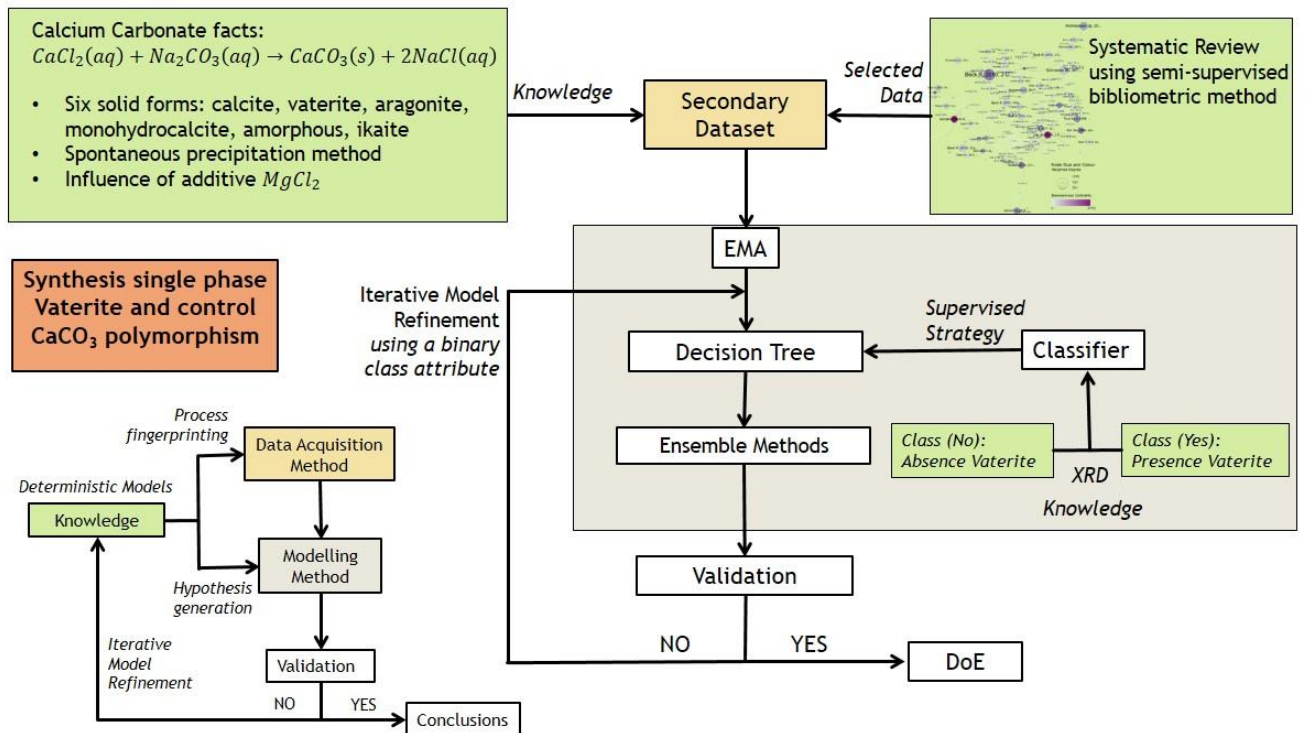 Calcium Carbonate facts:
CaCl₂(aq) + Na₂CO₃(aq) → CaCO₃(s) + 2NaCl(aq)
• Six solid forms: calcite, vaterite, aragonite,
monohydrocalcite, amorphous, ikaite
• Spontaneous precipitation method
• Influence of additive MgCl₂
Knowledge
Secondary
Dataset
Selected
Data
Systematic Review
using semi-supervised
bibliometric method
Synthesis single phase
Vaterite and control
CaCO₃ polymorphism
EMA
Iterative Model
Refinement
using a binary
class attribute
Decision Tree
Supervised
Strategy
Classifier
Ensemble Methods
Class (No):
Absence Vaterite
XRD
Class (Yes):
Presence Vaterite
Knowledge
Validation
NO
YES
DoE
Process
fingerprinting
Data Acquisition
Method
Deterministic Models
Knowledge
Modelling
Method
Hypothesis
generation
Iterative
Model
Refinement
Validation
NO
YES
Conclusions